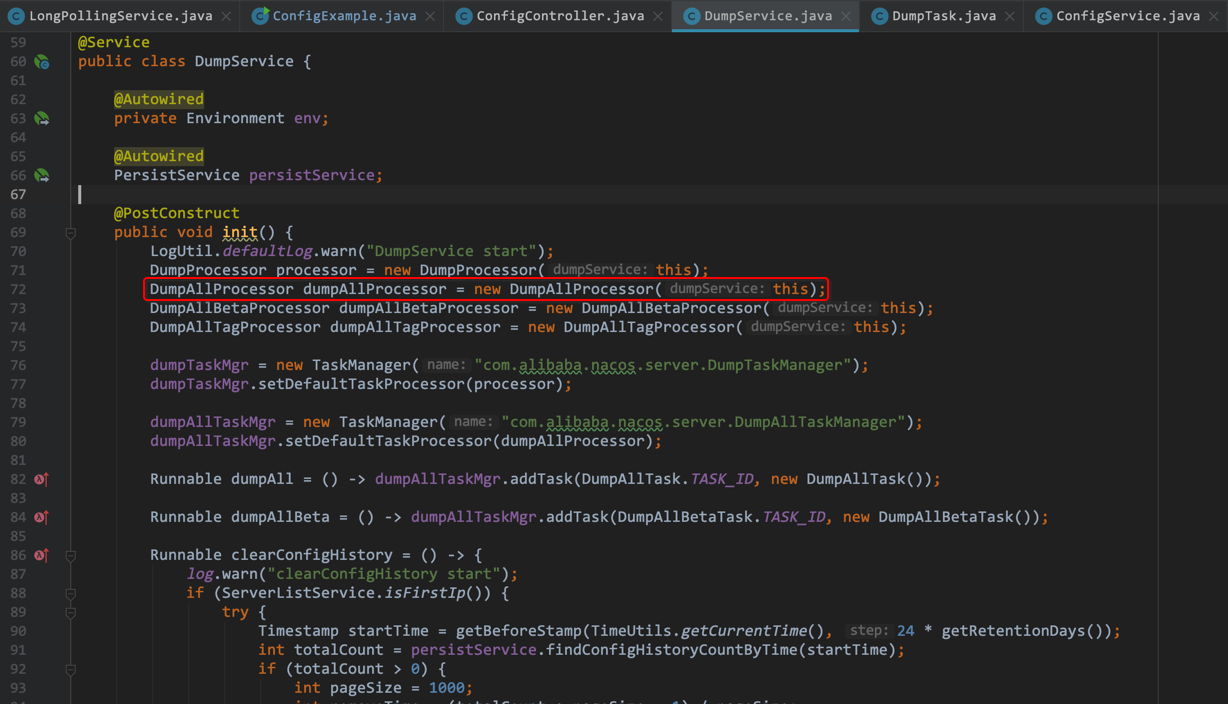 LongPollingService.java ConfigExample.java ConfigController.java DumpService.java DumpTask.java ConfigService.java
59 @Service
60 public class DumpService {
61
62 @Autowired
63 private Environment env;
64
65 @Autowired
66 PersistService persistService;
67
68 @PostConstruct
69 public void init() {
70 LogUtil.defaultLog.warn("DumpService start");
71 DumpProcessor processor = new DumpProcessor( dumpService: this);
72 DumpAllProcessor dumpAllProcessor = new DumpAllProcessor( dumpService: this);
73 DumpAllBetaProcessor dumpAllBetaProcessor = new DumpAllBetaProcessor( dumpService: this);
74 DumpAllTagProcessor dumpAllTagProcessor = new DumpAllTagProcessor( dumpService: this);
75
76 dumpTaskMgr = new TaskManager( name: "com.alibaba.nacos.server.DumpTaskManager");
77 dumpTaskMgr.setDefaultTaskProcessor(processor);
78
79 dumpAllTaskMgr = new TaskManager( name: "com.alibaba.nacos.server.DumpAllTaskManager");
80 dumpAllTaskMgr.setDefaultTaskProcessor(dumpAllProcessor);
81
82 Runnable dumpAll = () -> dumpAllTaskMgr.addTask(DumpAllTask.TASK_ID, new DumpAllTask());
83
84 Runnable dumpAllBeta = () -> dumpAllTaskMgr.addTask(DumpAllBetaTask.TASK_ID, new DumpAllBetaTask());
85
86 Runnable clearConfigHistory = () -> {
87 log.warn("clearConfigHistory start");
88 if (ServerListService.isFirstIp()) {
89 try {
90 Timestamp startTime = getBeforeStamp(TimeUtils.getCurrentTime(), step: 24 * getRetentionDays());
91 int totalCount = persistService.findConfigHistoryCountByTime(startTime);
92 if (totalCount > 0) {
93 int pageSize = 1000;